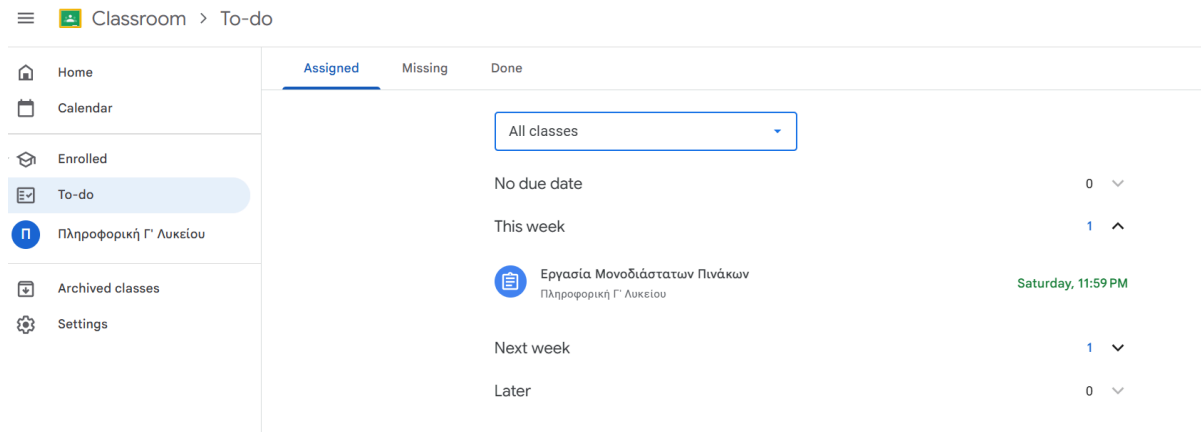 Classroom > To-do
Home
Calendar
Enrolled
To-do
Π Πληροφορική Γ' Λυκείου
Archived classes
Settings
Assigned Missing Done
All classes
No due date 0
This week 1
Εργασία Μονοδιάστατων Πινάκων
Πληροφορική Γ' Λυκείου
Saturday, 11:59 PM
Next week 1
Later 0